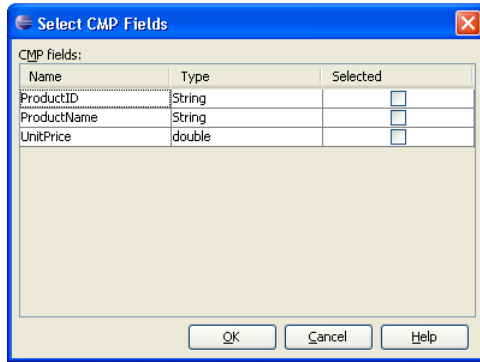 Select CMP Fields
CMP fields:
Name Type Selected
ProductID String
ProductName String
UnitPrice double
OK Cancel Help